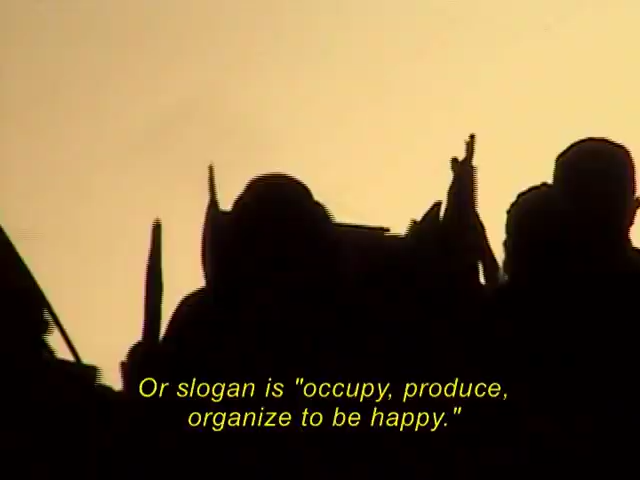 Or slogan is "occupy, produce,
organize to be happy."